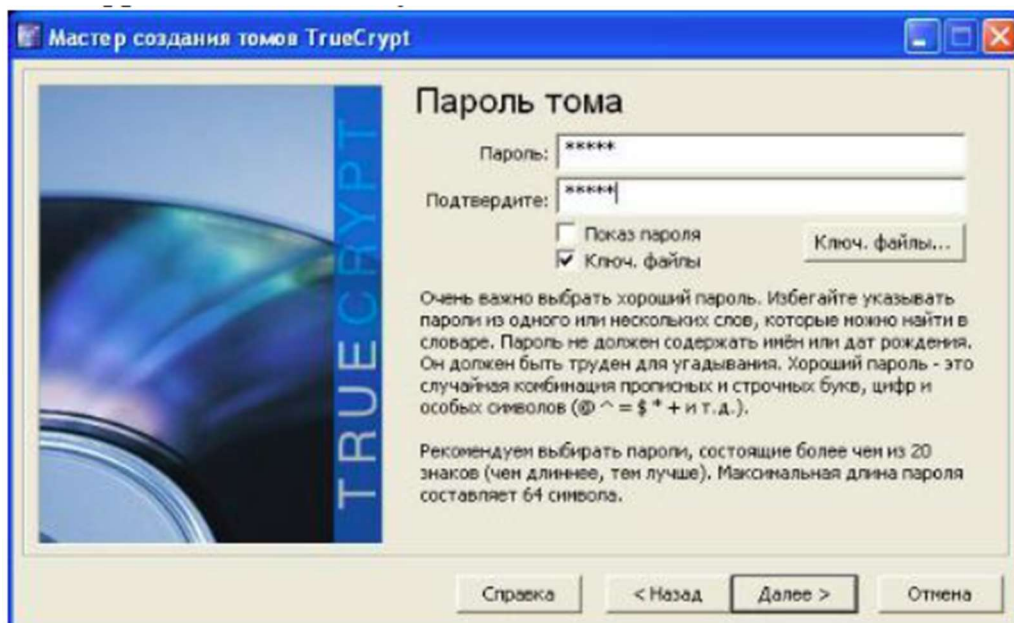 Мастер создания томов TrueCrypt
TRUECRYPT
Пароль тома
Пароль: *****
Подтвердите: *****
Показ пароля
Ключ. файлы
Ключ. файлы...
Очень важно выбрать хороший пароль. Избегайте указывать
пароли из одного или нескольких слов, которые можно найти в
словаре. Пароль не должен содержать имён или дат рождения.
Он должен быть труден для угадывания. Хороший пароль - это
случайная комбинация прописных и строчных букв, цифр и
особых символов (@ ^ = $ * + и т.д.).
Рекомендуем выбирать пароли, состоящие более чем из 20
знаков (чем длиннее, тем лучше). Максимальная длина пароля
составляет 64 символа.
Справка
< Назад
Далее >
Отмена